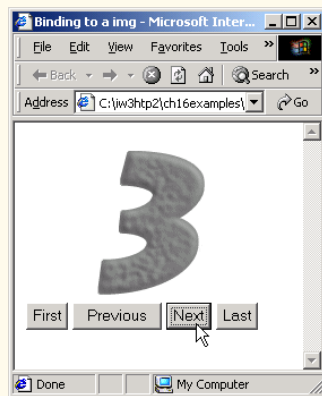 Binding to a img - Microsoft Inter...
File Edit View Favorites Tools »
Back Search »
Address C:\iw3htp2\ch16examples\ Go
3
First Previous Next Last
Done My Computer